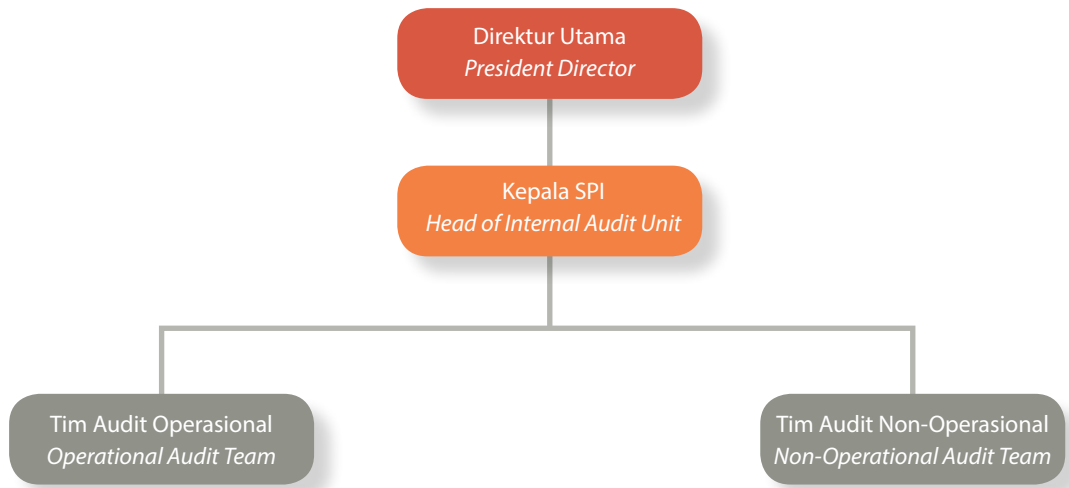 Direktur Utama
President Director
Kepala SPI
Head of Internal Audit Unit
Tim Audit Operasional
Operational Audit Team
Tim Audit Non-Operasional
Non-Operational Audit Team